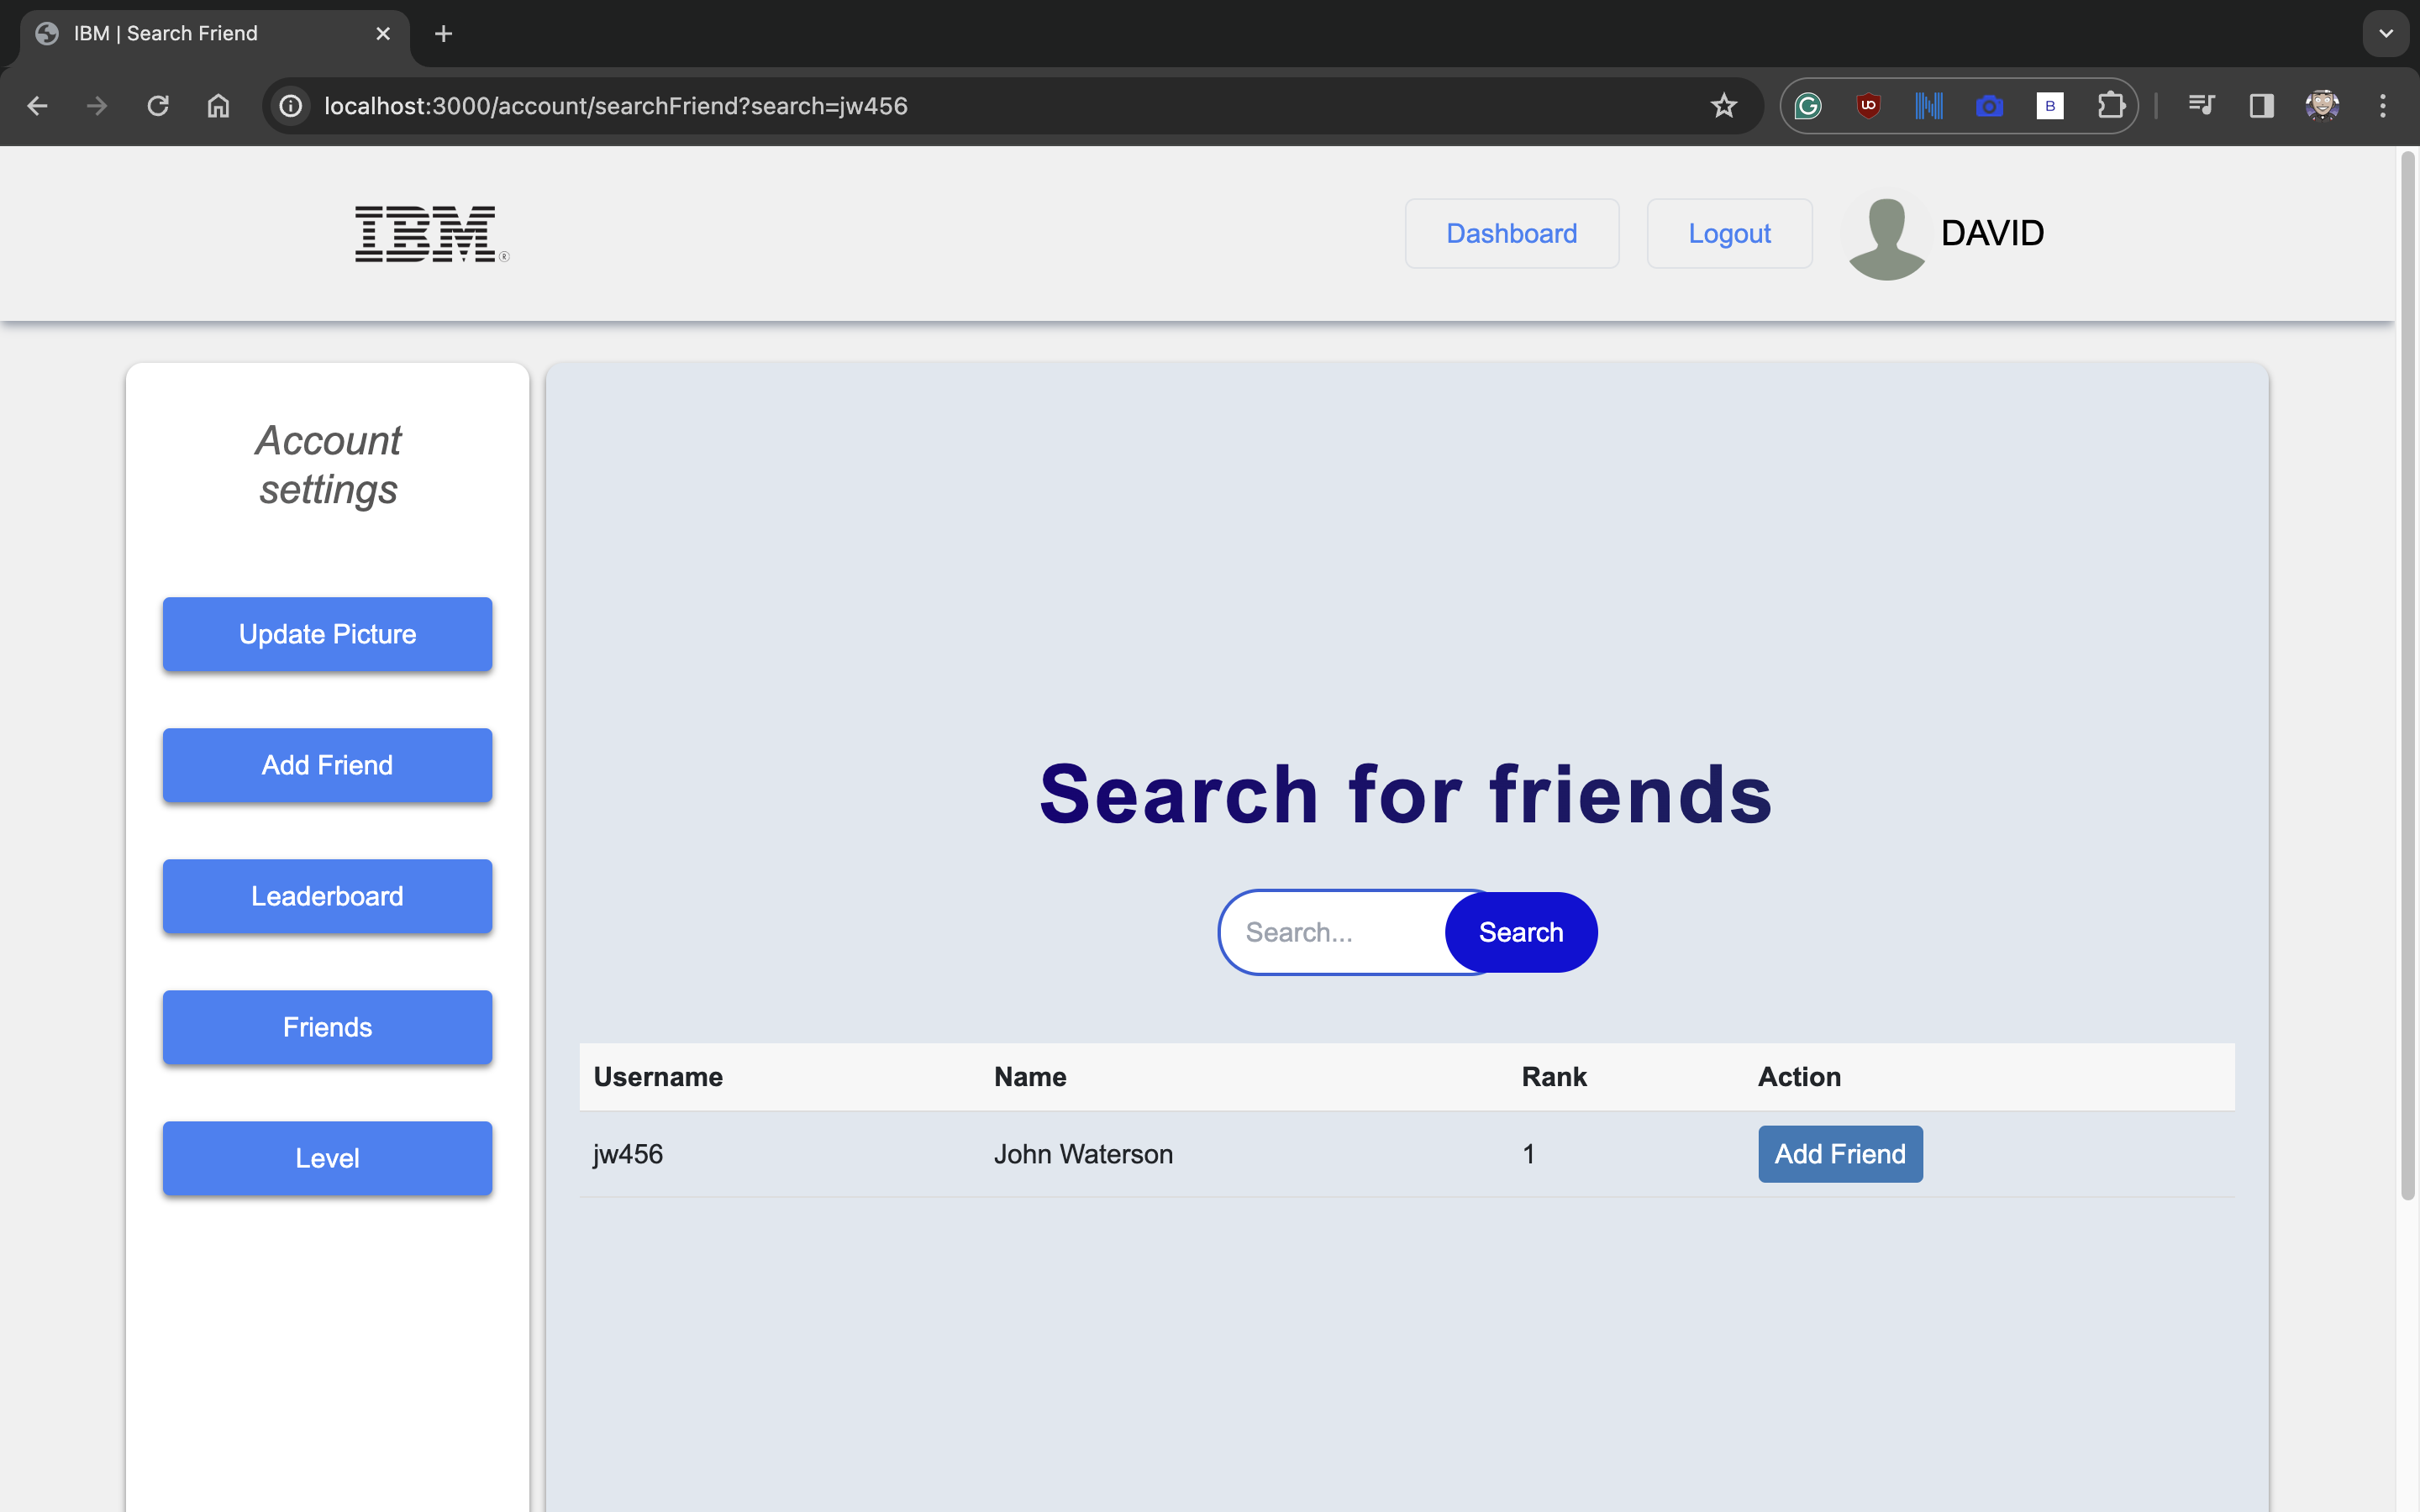 IBM | Search Friend
localhost:3000/account/searchFriend?search=jw456
IBM®
Dashboard
Logout
DAVID
Account
settings
Update Picture
Add Friend
Leaderboard
Friends
Level
Search for friends
Search...
Search
Username Name Rank Action
jw456 John Waterson 1 Add Friend